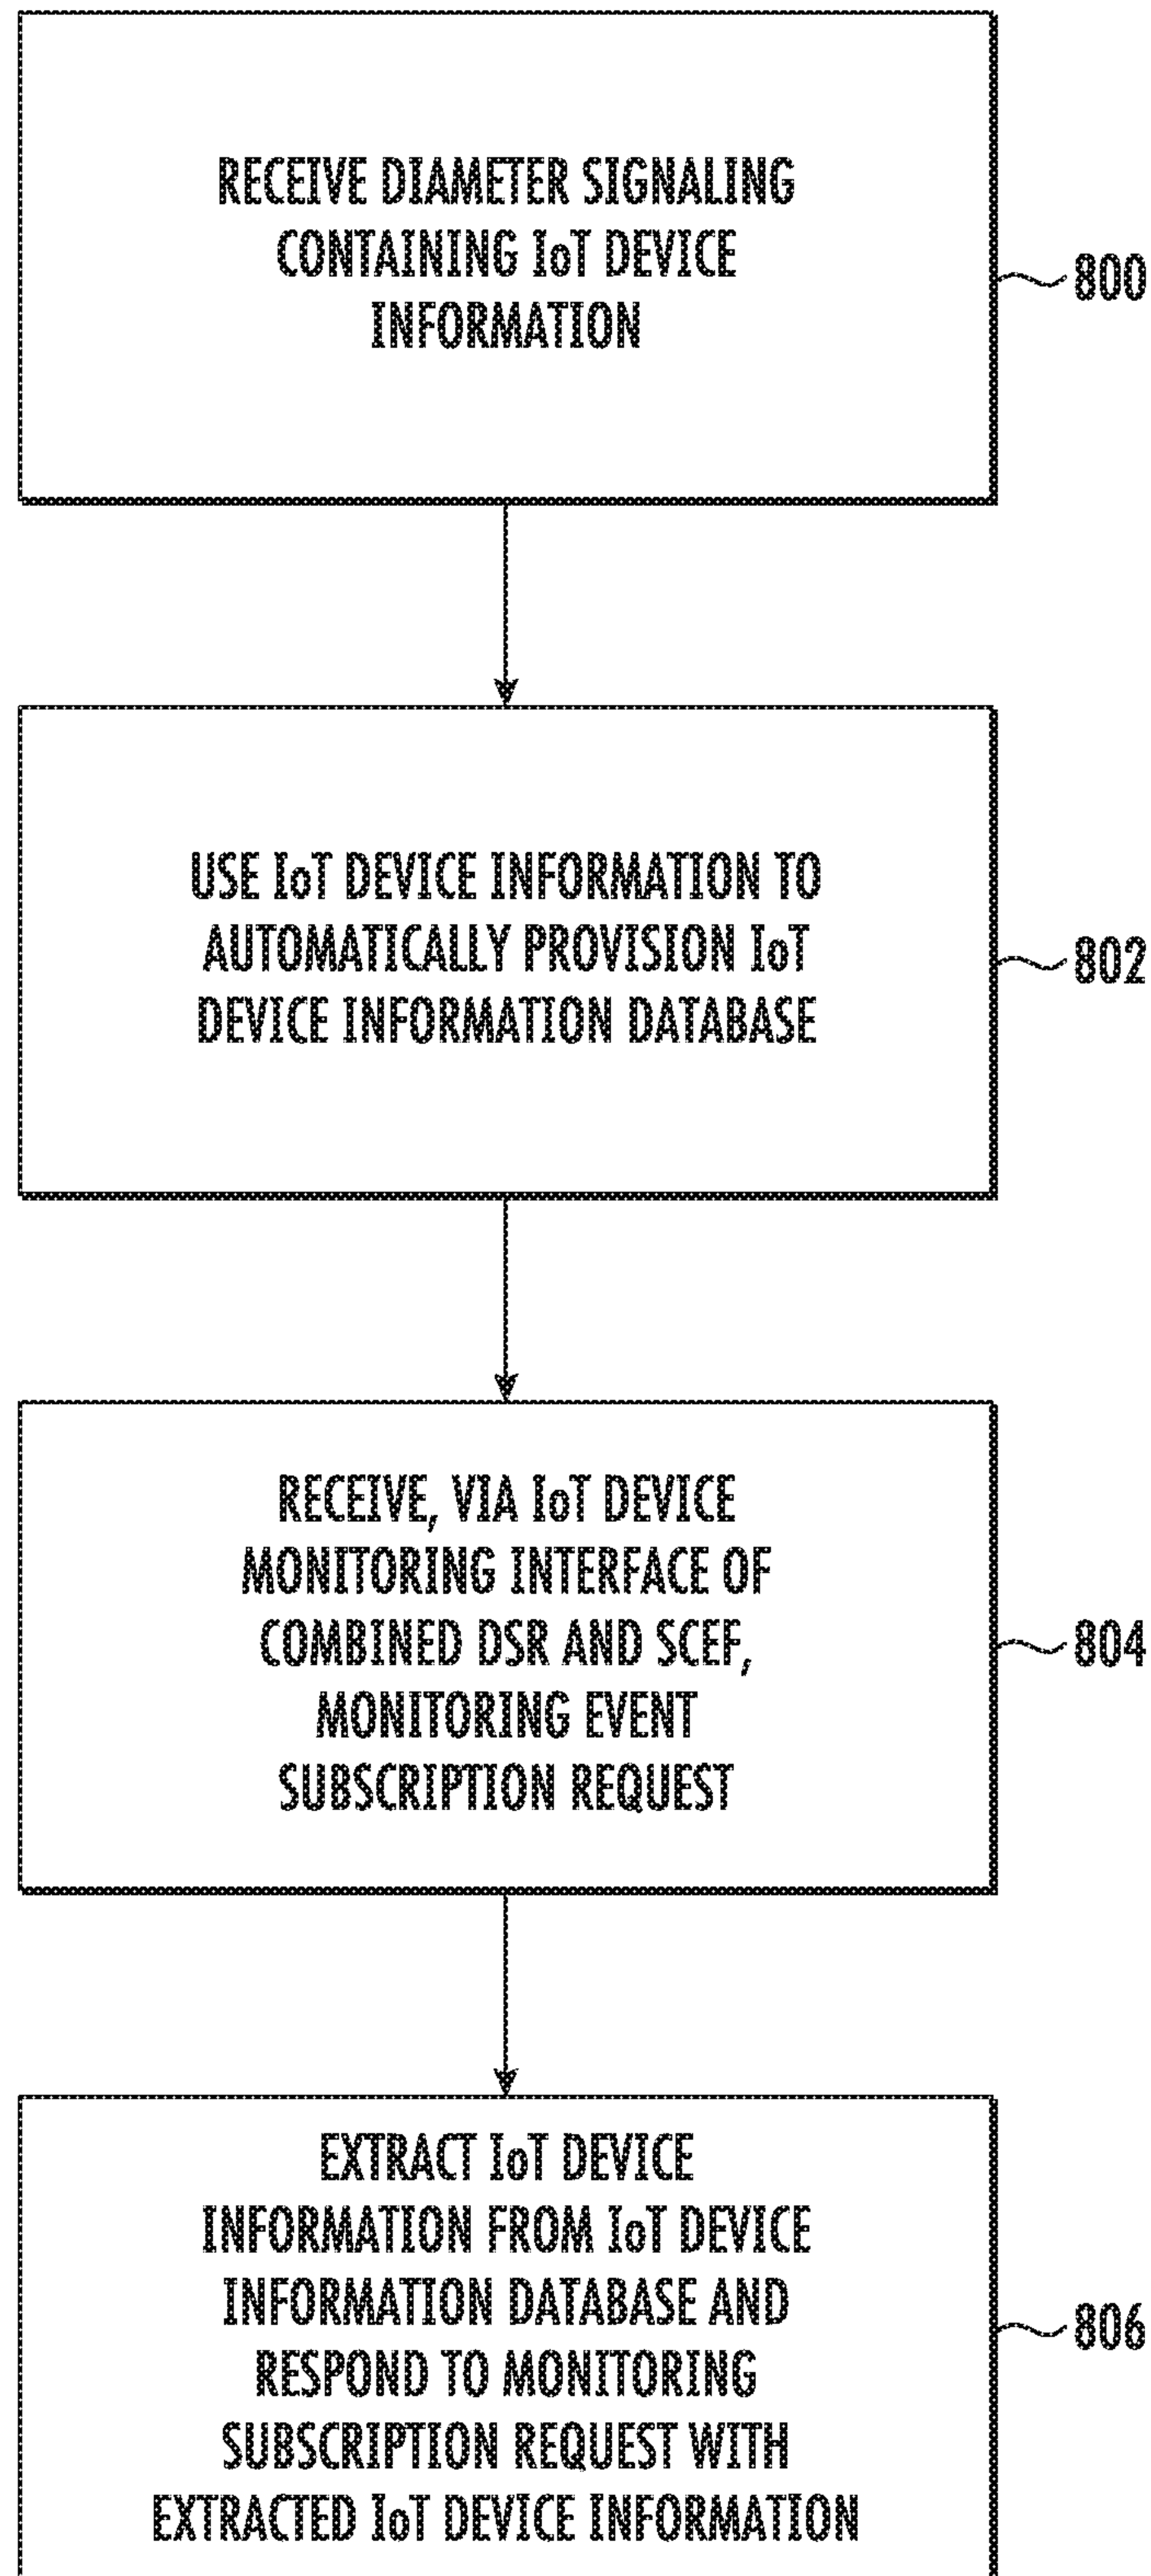 RECEIVE DIAMETER SIGNALING
CONTAINING IoT DEVICE
INFORMATION
800
USE IoT DEVICE INFORMATION TO
AUTOMATICALLY PROVISION IoT
DEVICE INFORMATION DATABASE
802
RECEIVE, VIA IoT DEVICE
MONITORING INTERFACE OF
COMBINED DSR AND SCEF,
MONITORING EVENT
SUBSCRIPTION REQUEST
804
EXTRACT IoT DEVICE
INFORMATION FROM IoT DEVICE
INFORMATION DATABASE AND
RESPOND TO MONITORING
SUBSCRIPTION REQUEST WITH
EXTRACTED IoT DEVICE INFORMATION
806